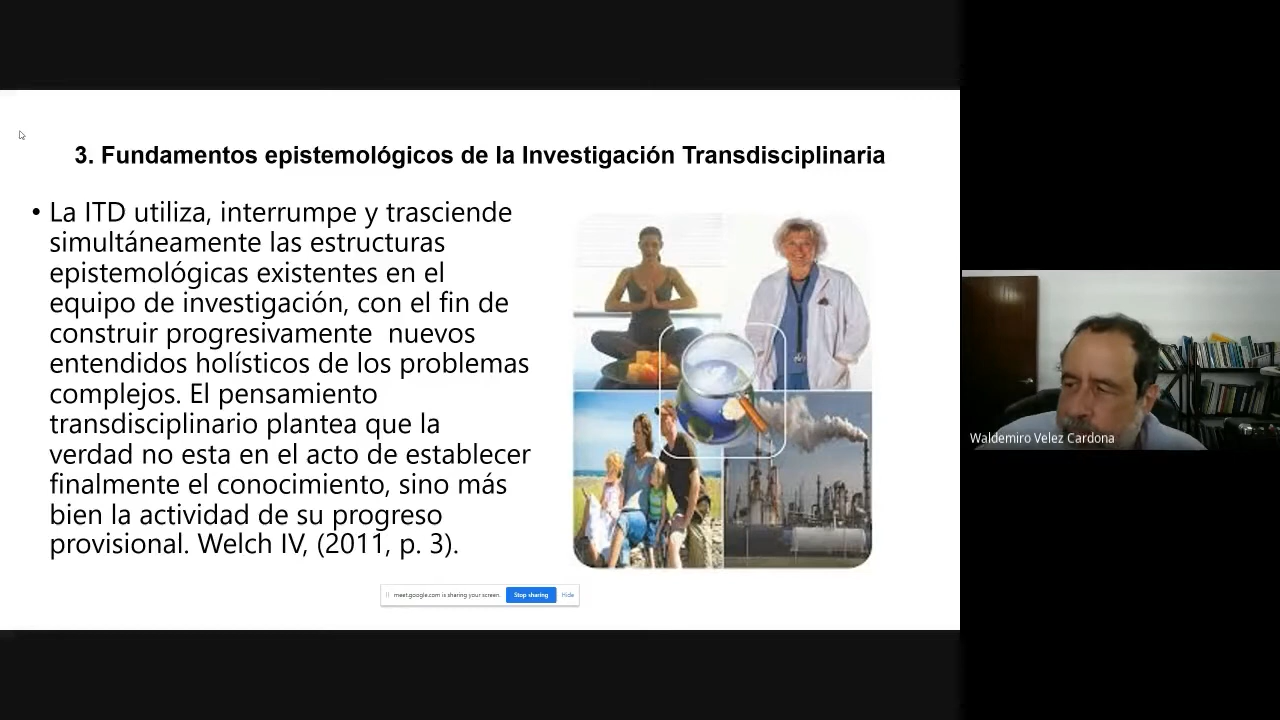 3. Fundamentos epistemológicos de la Investigación Transdisciplinaria
• La ITD utiliza, interrumpe y trasciende
simultáneamente las estructuras
epistemológicas existentes en el
equipo de investigación, con el fin de
construir progresivamente  nuevos
entendidos holísticos de los problemas
complejos. El pensamiento
transdisciplinario plantea que la
verdad no esta en el acto de establecer
finalmente el conocimiento, sino más
bien la actividad de su progreso
provisional. Welch IV, (2011, p. 3).
meet.google.com is sharing your screen.
Stop sharing
Hide
Waldemiro Velez Cardona